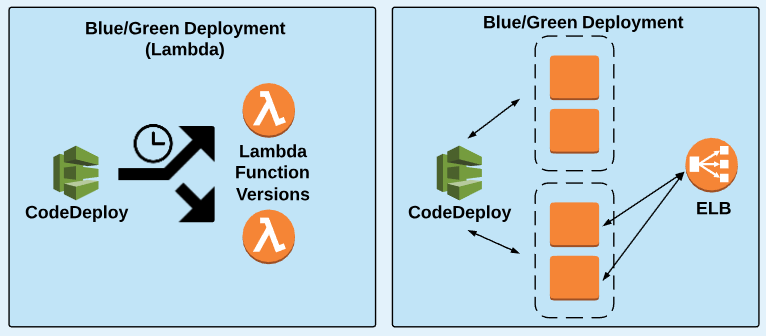 Blue/Green Deployment
(Lambda)
CodeDeploy
λ
Lambda
Function
Versions
λ
Blue/Green Deployment
CodeDeploy
ELB